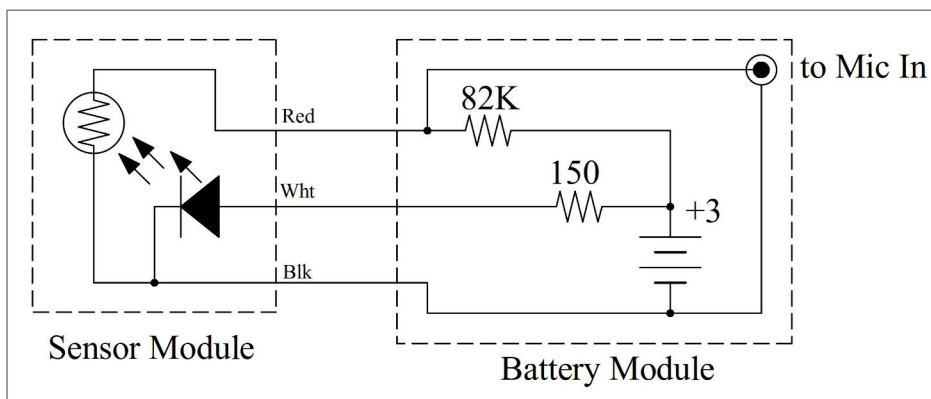 to Mic In
82K
Red
150
Wht
+3
Blk
Sensor Module
Battery Module